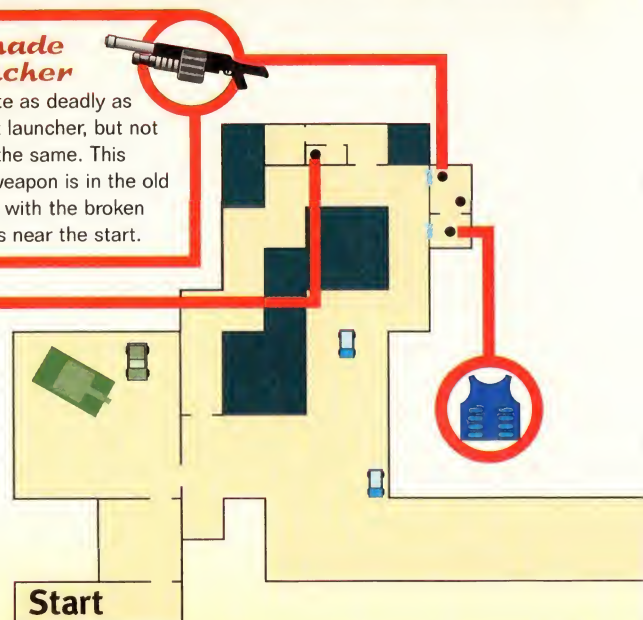 nade
cher
te as deadly as
t launcher, but not
the same. This
weapon is in the old
with the broken
s near the start.
Start